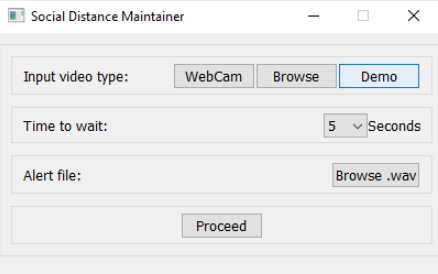 Social Distance Maintainer
Input video type: WebCam Browse Demo
Time to wait: 5 Seconds
Alert file: Browse .wav
Proceed